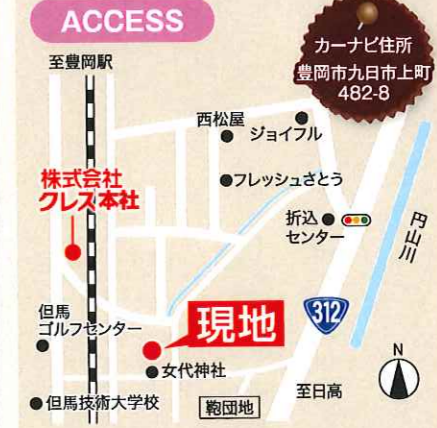 ACCESS
カーナビ住所
豊岡市九日市上町
482-8
至豊岡駅
西松屋
ジョイフル
フレッシュさとう
株式会社
クレス本社
折込
センター
円山川
312
現地
但馬
ゴルフセンター
女代神社
N
至日高
但馬技術大学校
鞄団地